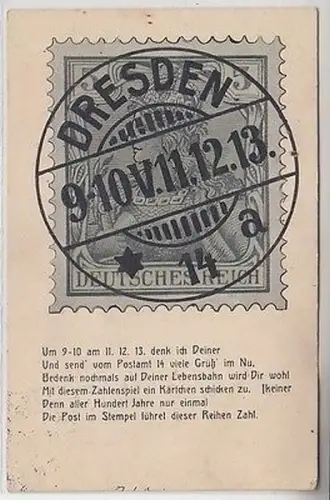 DRESDEN
5 5
9-10V.11.12.13.
* 14 a
DEUTSCHES REICH
Um 9-10 am 11. 12. 13. denk ich Deiner
Und send' vom Postamt 14 viele Grüß' im Nu,
Bedenk nochmals auf Deiner Lebensbahn wird Dir wohl
Mit diesem Zahlenspiel ein Kärtchen schicken zu. [keiner
Denn aller Hundert Jahre nur einmal
Die Post im Stempel führet dieser Reihen Zahl.